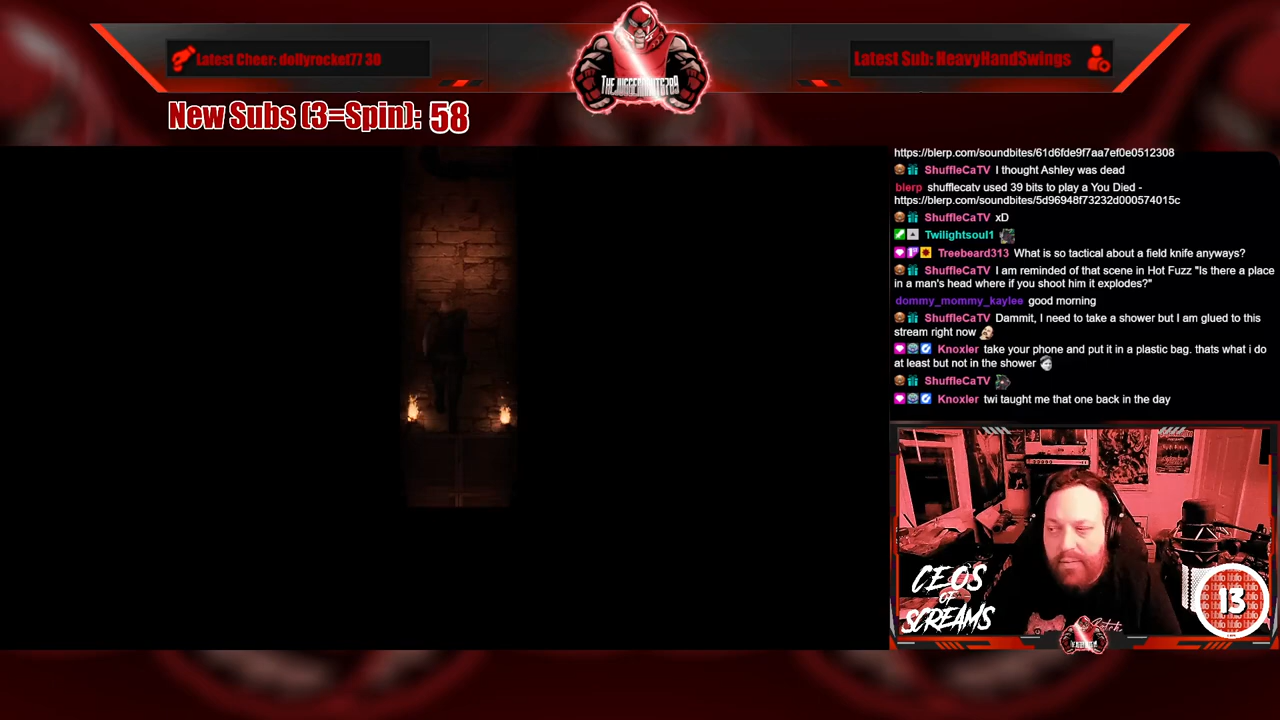 Latest Cheer: dollyrocket77 30
Latest Sub: HeavyHandSwings
THEJUGGERNAUT6789
New Subs (3=Spin): 58
https://blerp.com/soundbites/61d6fde9f7aa7ef0e0512308
ShuffleCaTV I thought Ashley was dead
blerp shufflecatv used 39 bits to play a You Died -
https://blerp.com/soundbites/5d96948f73232d000574015c
ShuffleCaTV xD
Twilightsoul1
Treebeard313 What is so tactical about a field knife anyways?
ShuffleCaTV I am reminded of that scene in Hot Fuzz "Is there a place
in a man's head where if you shoot him it explodes?"
dommy_mommy_kaylee good morning
ShuffleCaTV Dammit, I need to take a shower but I am glued to this
stream right now
Knoxler take your phone and put it in a plastic bag. thats what i do
at least but not in the shower
ShuffleCaTV
Knoxler twi taught me that one back in the day
CEOS
OF
SCREAMS
13